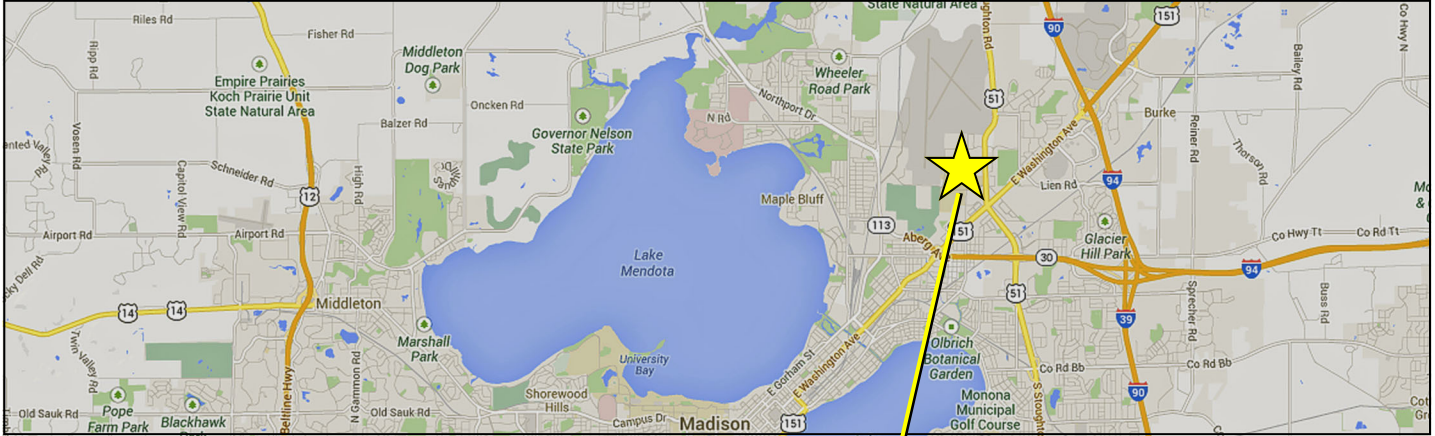 State Natural Area
Riles Rd
Fisher Rd
Ripp Rd
Middleton
Dog Park
Empire Prairies
Koch Prairie Unit
State Natural Area
Oncken Rd
Balzer Rd
Vosen Rd
Schneider Rd
Capitol View Rd
High Rd
12
Airport Rd
Airport Rd
14
14
Middleton
Governor Nelson
State Park
Wheeler
Road Park
Northport Dr
N Rd
Maple Bluff
Lake
Mendota
113
Aberg
151
51
90
151
Co Hwy N
Bailey Rd
Burke
Reiner Rd
Thorson Rd
E Washington Ave
Lien Rd
94
Glacier
Hill Park
30
51
94
Co Hwy Tt
Co Rd Tt
Sprecher Rd
Buss Rd
39
Co Rd Bb
Co Rd Bb
90
Twin Valley Rd
Pope
Farm Park
Blackhawk
Old Sauk Rd
Beltline Hwy
N Gammon Rd
Old Sauk Rd
Marshall
Park
University
Bay
Shorewood
Hills
Campus Dr
Madison
E Gorham St
E Washington Ave
151
Olbrich
Botanical
Garden
Monona
Municipal
Golf Course